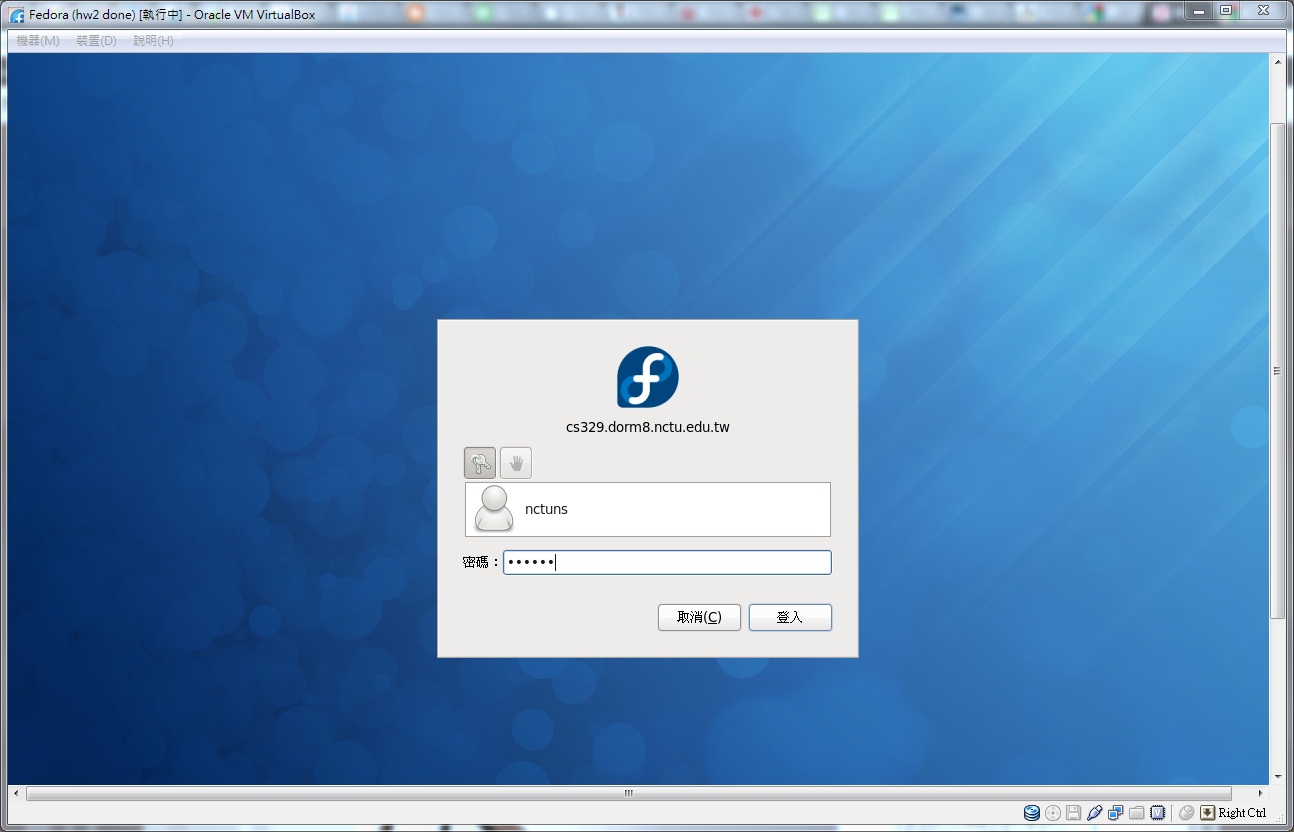 Fedora (hw2 done) [執行中] - Oracle VM VirtualBox
機器(M) 裝置(D) 說明(H)
cs329.dorm8.nctu.edu.tw
nctuns
密碼：
取消(C) 登入
Right Ctrl